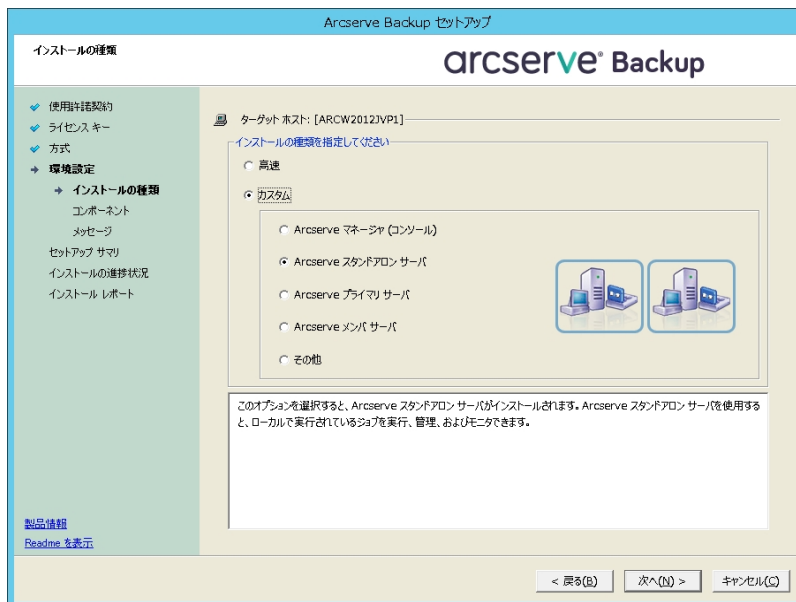 Arcserve Backup セットアップ
インストールの種類
arcserve® Backup
使用許諾契約
ライセンス キー
方式
環境設定
インストールの種類
コンポーネント
メッセージ
セットアップ サマリ
インストールの進捗状況
インストール レポート
製品情報
Readme を表示
ターゲット ホスト: [ARCW2012JVP1]
インストールの種類を指定してください
高速
カスタム
Arcserve マネージャ (コンソール)
Arcserve スタンドアロン サーバ
Arcserve プライマリ サーバ
Arcserve メンバ サーバ
その他
このオプションを選択すると、Arcserve スタンドアロン サーバがインストールされます。Arcserve スタンドアロン サーバを使用する
と、ローカルで実行されているジョブを実行、管理、およびモニタできます。
< 戻る(B)
次へ(N) >
キャンセル(C)